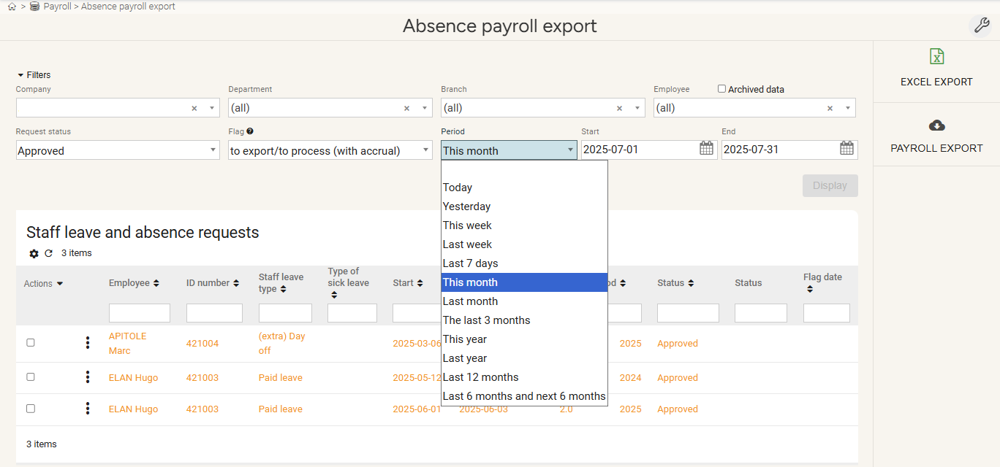 > Payroll > Absence payroll export
Absence payroll export
EXCEL EXPORT
PAYROLL EXPORT
Filters
Company
Department
Branch
Employee
Archived data
(all)
(all)
(all)
Request status
Flag
Period
Start
End
Approved
to export/to process (with accrual)
This month
2025-07-01
2025-07-31
Display
Today
Yesterday
This week
Last week
Last 7 days
This month
Last month
The last 3 months
This year
Last year
Last 12 months
Last 6 months and next 6 months
Staff leave and absence requests
3 items
Actions
Employee
ID number
Staff leave
type
Type of
sick leave
Start
od
Status
Status
Flag date
APITOLE
Marc
421004
(extra) Day
off
2025-03-06
2025
Approved
ELAN Hugo
421003
Paid leave
2025-05-12
2024
Approved
ELAN Hugo
421003
Paid leave
2025-06-01
2025-06-03
2.0
2025
Approved
3 items